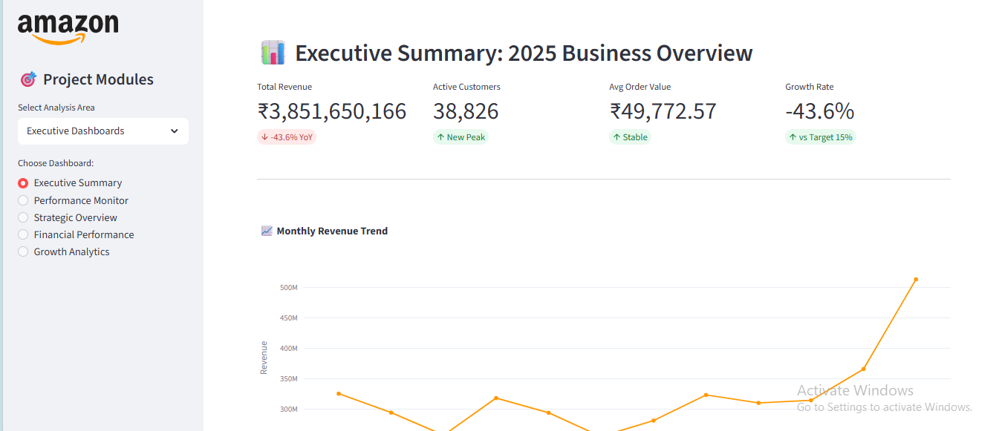 amazon
Project Modules
Select Analysis Area
Executive Dashboards
Choose Dashboard:
Executive Summary
Performance Monitor
Strategic Overview
Financial Performance
Growth Analytics
Executive Summary: 2025 Business Overview
Total Revenue
₹3,851,650,166
↓ -43.6% YoY
Active Customers
38,826
↑ New Peak
Avg Order Value
₹49,772.57
↑ Stable
Growth Rate
-43.6%
↑ vs Target 15%
Monthly Revenue Trend
500M
450M
400M
350M
300M
Revenue
Activate Windows
Go to Settings to activate Windows.